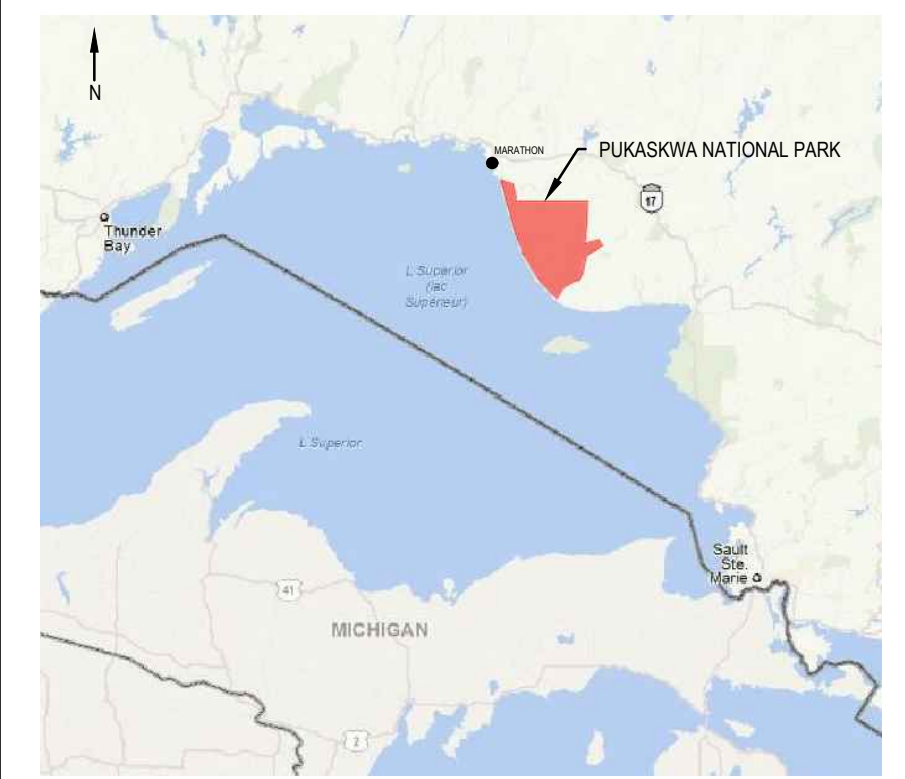 N
MARATHON
PUKASKWA NATIONAL PARK
17
Thunder
Bay
L Superior
(lac
Supérieur)
L Superior
Sault
Ste.
Marie
41
MICHIGAN
2